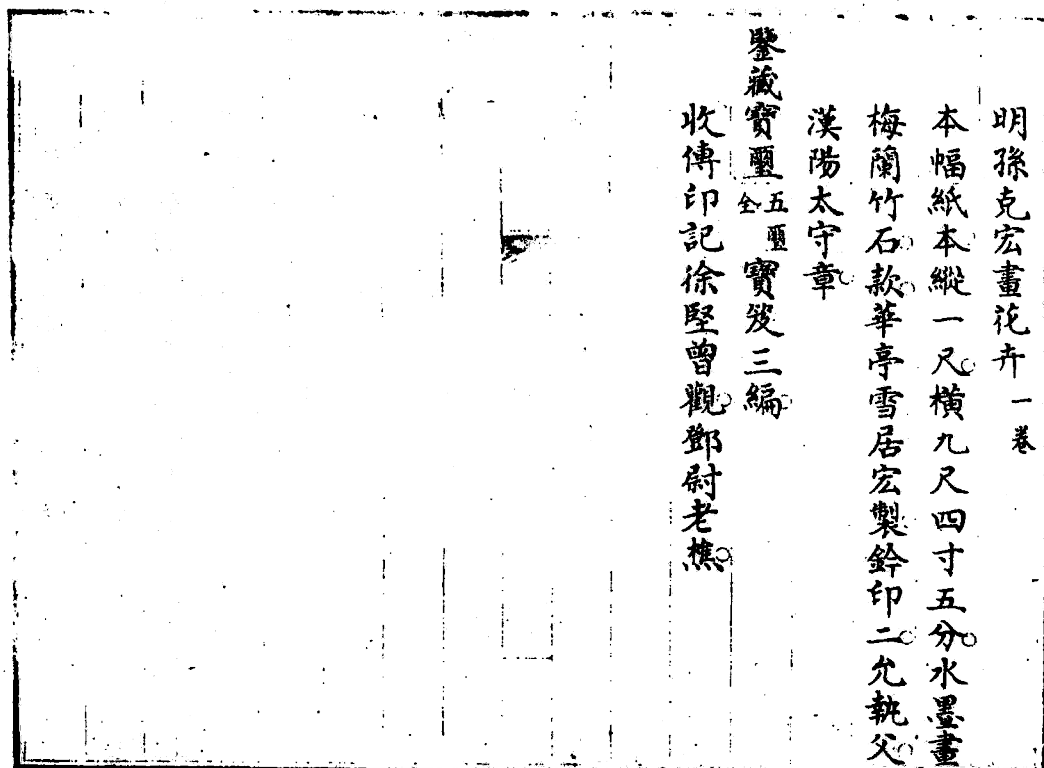 明孫克宏畫花卉一卷
本幅紙本縱一尺橫九尺四寸五分水墨畫
梅蘭竹石款華亭雪居宏製鈐印二允執父
漢陽太守章
鑒藏寶璽五璽全寶笈三編
收傳印記徐堅曾觀鄧尉老樵